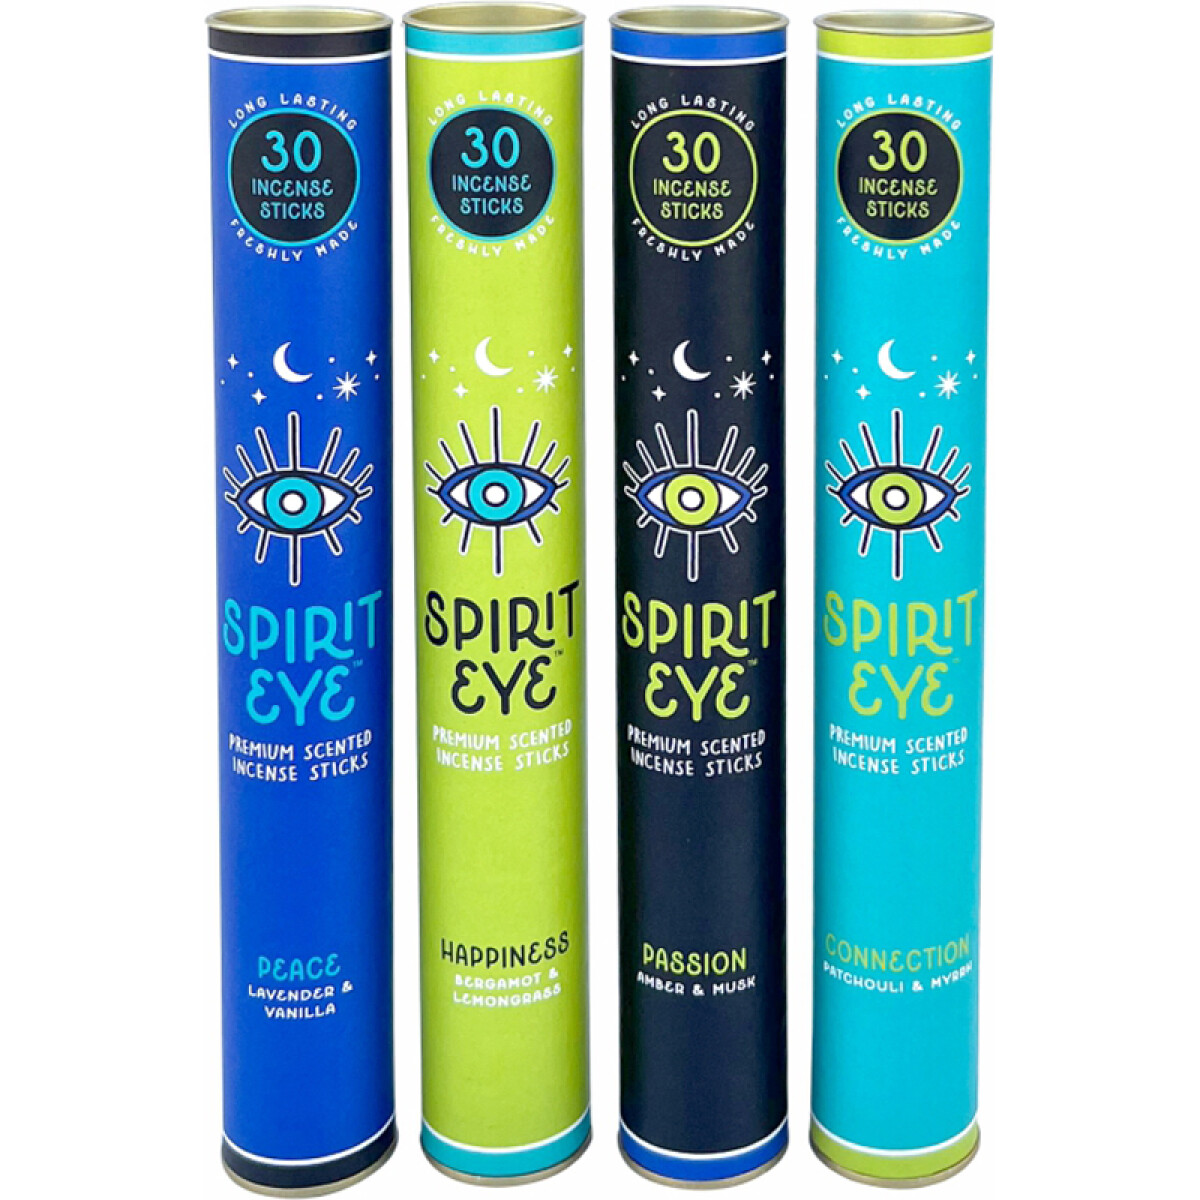 LONG LASTING
30
INCENSE
STICKS
FRESHLY MADE
SPIRIT
EYE™
PREMIUM SCENTED
INCENSE STICKS
PEACE
LAVENDER &
VANILLA
LONG LASTING
30
INCENSE
STICKS
FRESHLY MADE
SPIRIT
EYE™
PREMIUM SCENTED
INCENSE STICKS
HAPPINESS
BERGAMOT &
LEMONGRASS
LONG LASTING
30
INCENSE
STICKS
FRESHLY MADE
SPIRIT
EYE™
PREMIUM SCENTED
INCENSE STICKS
PASSION
AMBER & MUSK
LONG LASTING
30
INCENSE
STICKS
FRESHLY MADE
SPIRIT
EYE™
PREMIUM SCENTED
INCENSE STICKS
CONNECTION
PATCHOULI & MYRRH